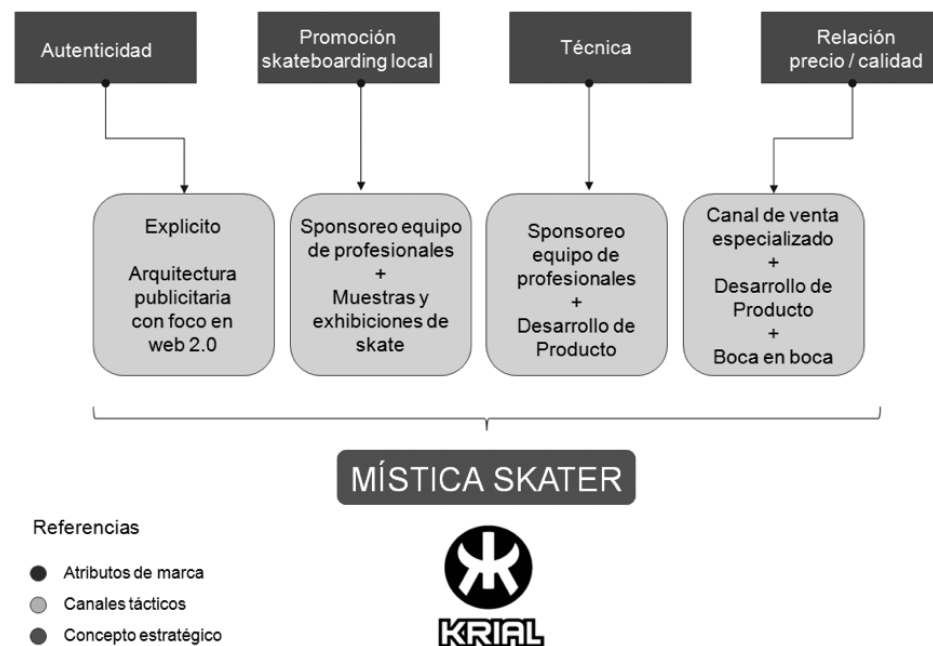 Autenticidad
Promoción
skateboarding local
Técnica
Relación
precio / calidad
Explicito
Arquitectura
publicitaria
con foco en
web 2.0
Sponsoreo equipo
de profesionales
+
Muestras y
exhibiciones de
skate
Sponsoreo
equipo de
profesionales
+
Desarrollo de
Producto
Canal de venta
especializado
+
Desarrollo de
Producto
+
Boca en boca
MÍSTICA SKATER
Referencias
Atributos de marca
Canales tácticos
Concepto estratégico
KRIAL